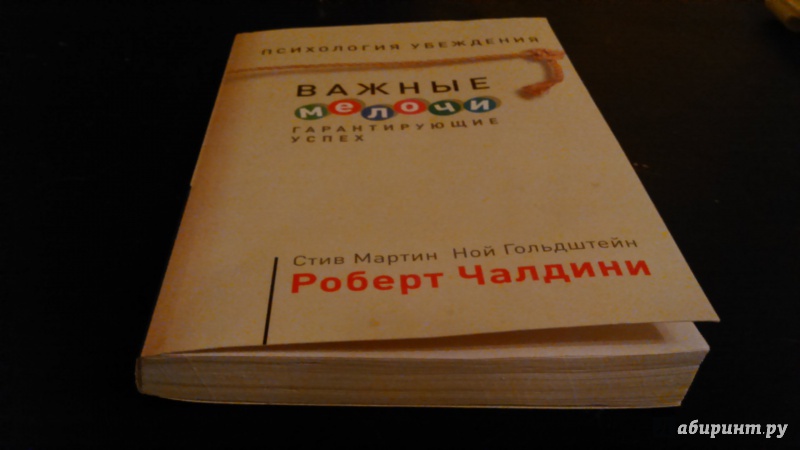 ПСИХОЛОГИЯ УБЕЖДЕНИЯ
ВАЖНЫЕ
мелочи
ГАРАНТИРУЮЩИЕ
УСПЕХ
Стив Мартин Ной Гольдштейн
Роберт Чалдини
абиринт.ру